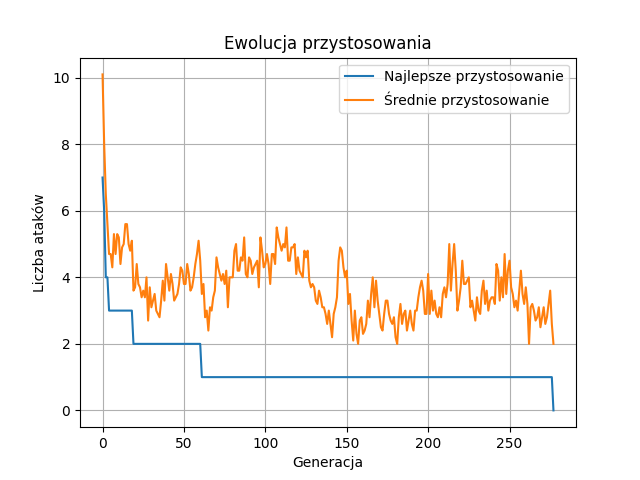 Ewolucja przystosowania
Najlepsze przystosowanie
Średnie przystosowanie
Liczba ataków
10
8
6
4
2
0
0 50 100 150 200 250
Generacja